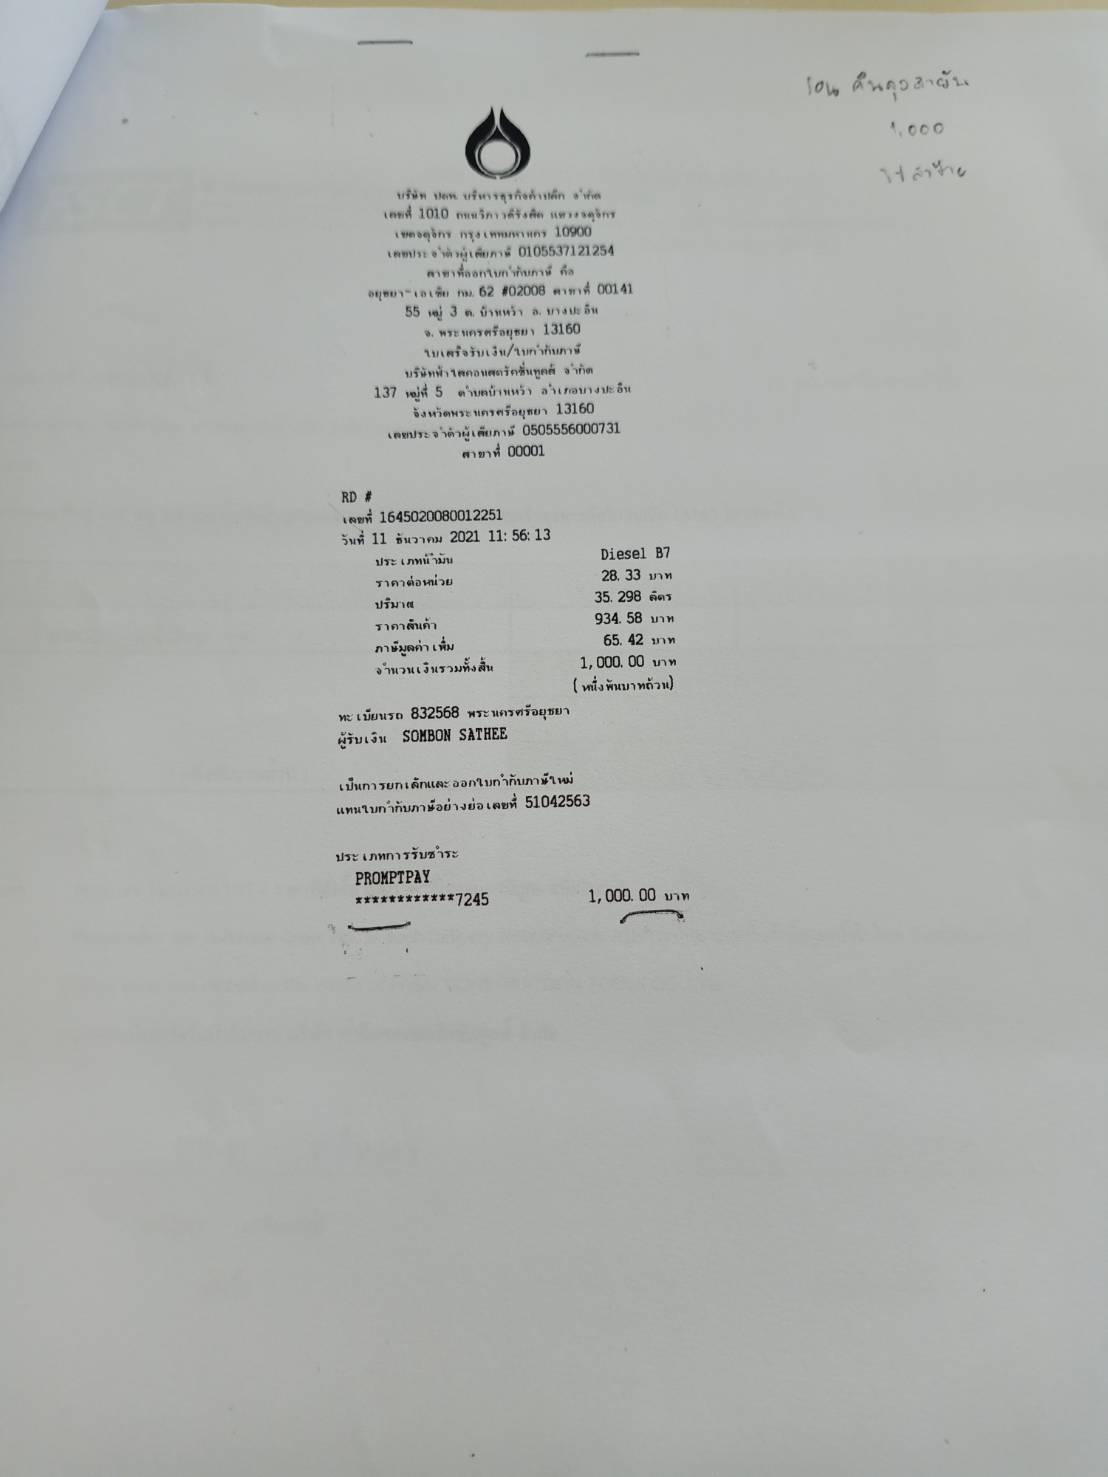 โอน คืนคุณสายัน
1,000
บริษัท ปตท. บริหารธุรกิจค้าปลีก จำกัด
เลขที่ 1010 ถนนวิภาวดีรังสิต แขวงจตุจักร
เขตจตุจักร กรุงเทพมหานคร 10900
เลขประจำตัวผู้เสียภาษี 0105537121254
สาขาที่ออกใบกำกับภาษี คือ
อยุธยา-เอเชีย กม. 62 #02008 สาขาที่ 00141
55 หมู่ 3 ต. บ้านหว้า อ. บางปะอิน
จ. พระนครศรีอยุธยา 13160
ใบเสร็จรับเงิน/ใบกำกับภาษี
บริษัทฟ้าใสคอนสตรัคชั่นทูลส์ จำกัด
137 หมู่ที่ 5 ตำบลบ้านหว้า อำเภอบางปะอิน
จังหวัดพระนครศรีอยุธยา 13160
เลขประจำตัวผู้เสียภาษี 0505556000731
สาขาที่ 00001
RD #
เลขที่ 1645020080012251
วันที่ 11 ธันวาคม 2021 11:56:13
ประเภทน้ำมัน Diesel B7
ราคาต่อหน่วย 28.33 บาท
ปริมาณ 35.298 ลิตร
ราคาสินค้า 934.58 บาท
ภาษีมูลค่าเพิ่ม 65.42 บาท
จำนวนเงินรวมทั้งสิ้น 1,000.00 บาท
(หนึ่งพันบาทถ้วน)
ทะเบียนรถ 832568 พระนครศรีอยุธยา
ผู้รับเงิน SOMBON SATHEE
เป็นการยกเลิกและออกใบกำกับภาษีใหม่
แทนใบกำกับภาษีอย่างย่อเลขที่ 51042563
ประเภทการรับชำระ
PROMPTPAY
************7245 1,000.00 บาท